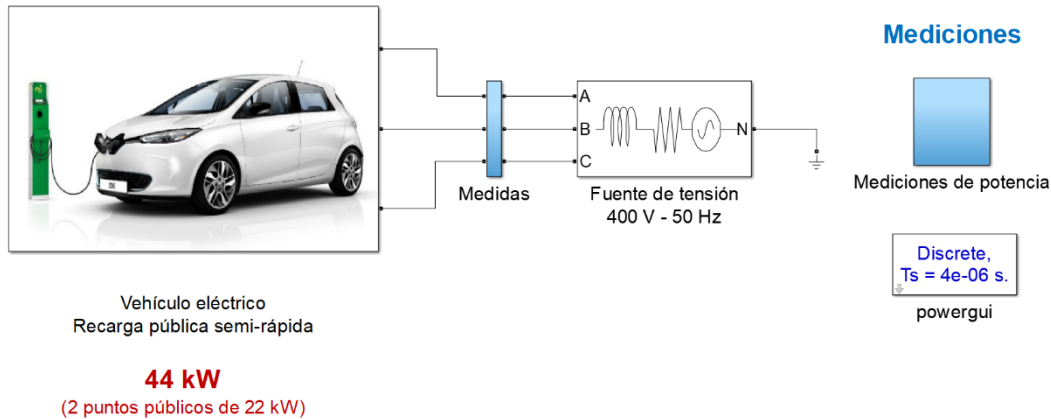 Mediciones
A
B
C
N
Medidas
Fuente de tensión
400 V - 50 Hz
Mediciones de potencia
Discrete,
Ts = 4e-06 s.
powergui
Vehículo eléctrico
Recarga pública semi-rápida
44 kW
(2 puntos públicos de 22 kW)